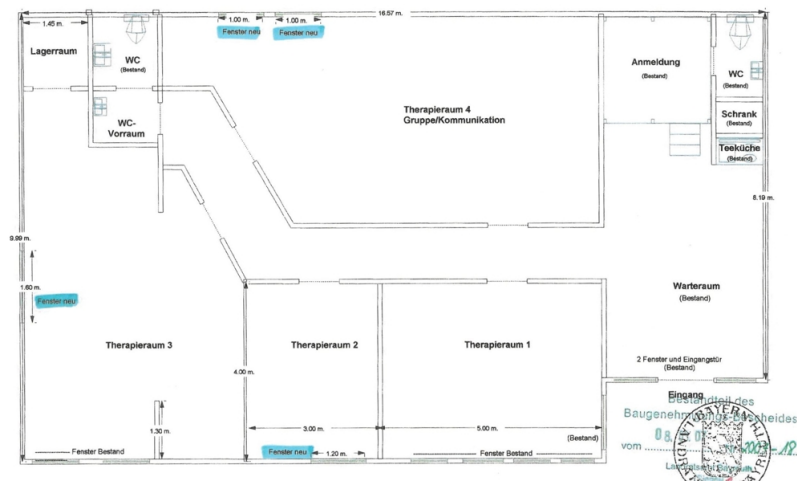 16.57 m.
1.45 m.
1.00 m.
1.00 m.
Fenster neu
Fenster neu
Lagerraum
WC
(Bestand)
Anmeldung
(Bestand)
WC
(Bestand)
Therapieraum 4
Gruppe/Kommunikation
WC-
Vorraum
Schrank
(Bestand)
Teeküche
(Bestand)
8.19 m.
9.99 m.
1.60 m.
Fenster neu
Warteraum
(Bestand)
Therapieraum 3
Therapieraum 2
Therapieraum 1
2 Fenster und Eingangstür
(Bestand)
4.00 m.
Eingang
Bestandteil des
Baugenehmigungs-Bescheides
1.30 m.
3.00 m.
5.00 m.
(Bestand)
vom
Fenster Bestand
Fenster neu
1.20 m.
Fenster Bestand
BAYERN